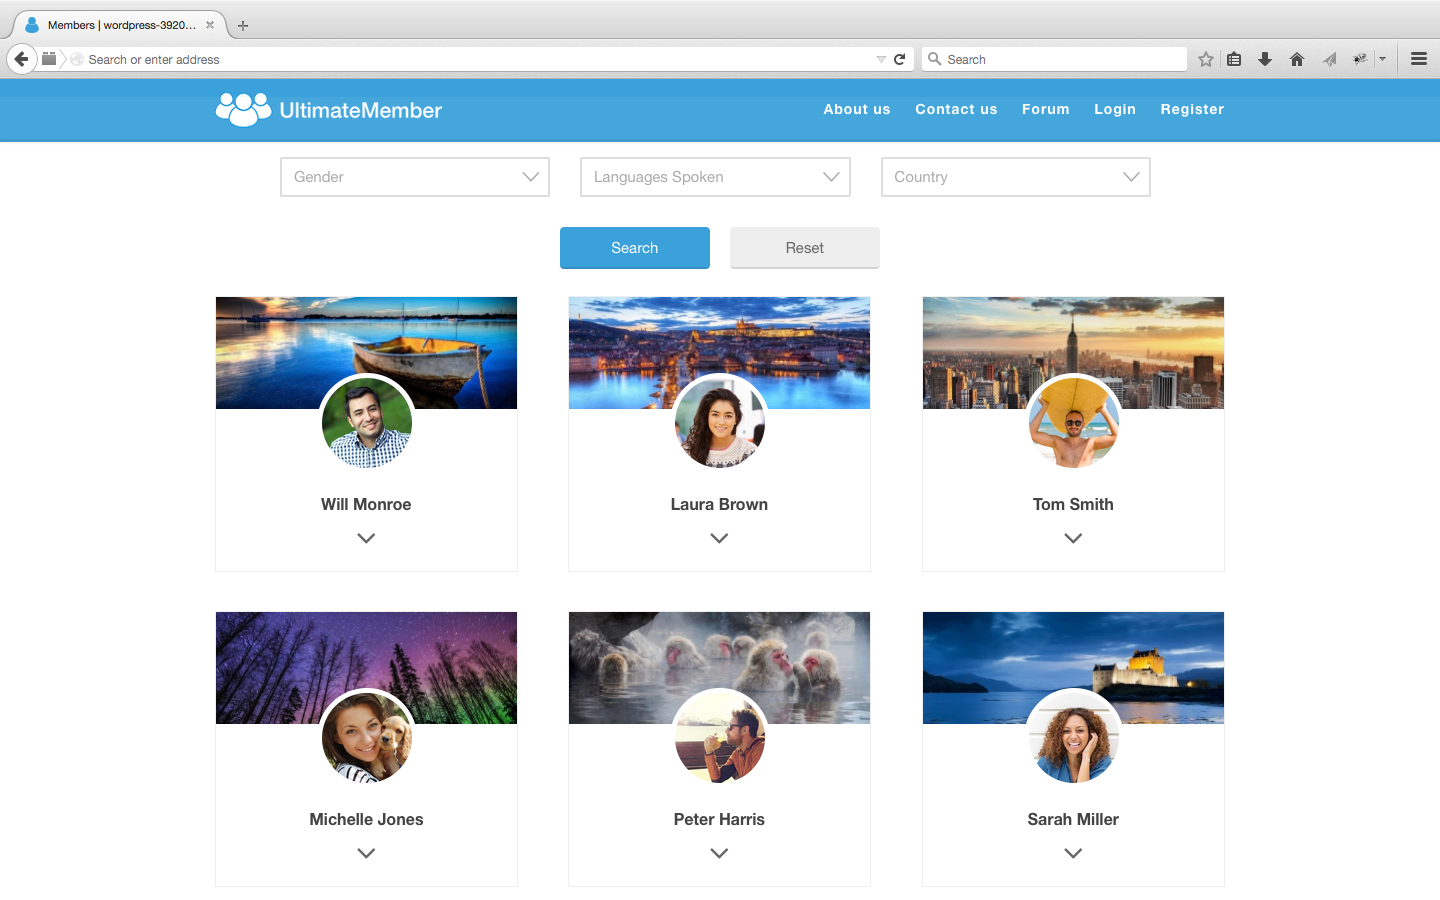 Members | wordpress-3920...
Search or enter address
Search
UltimateMember
About us
Contact us
Forum
Login
Register
Gender
Languages Spoken
Country
Search
Reset
Will Monroe
Laura Brown
Tom Smith
Michelle Jones
Peter Harris
Sarah Miller